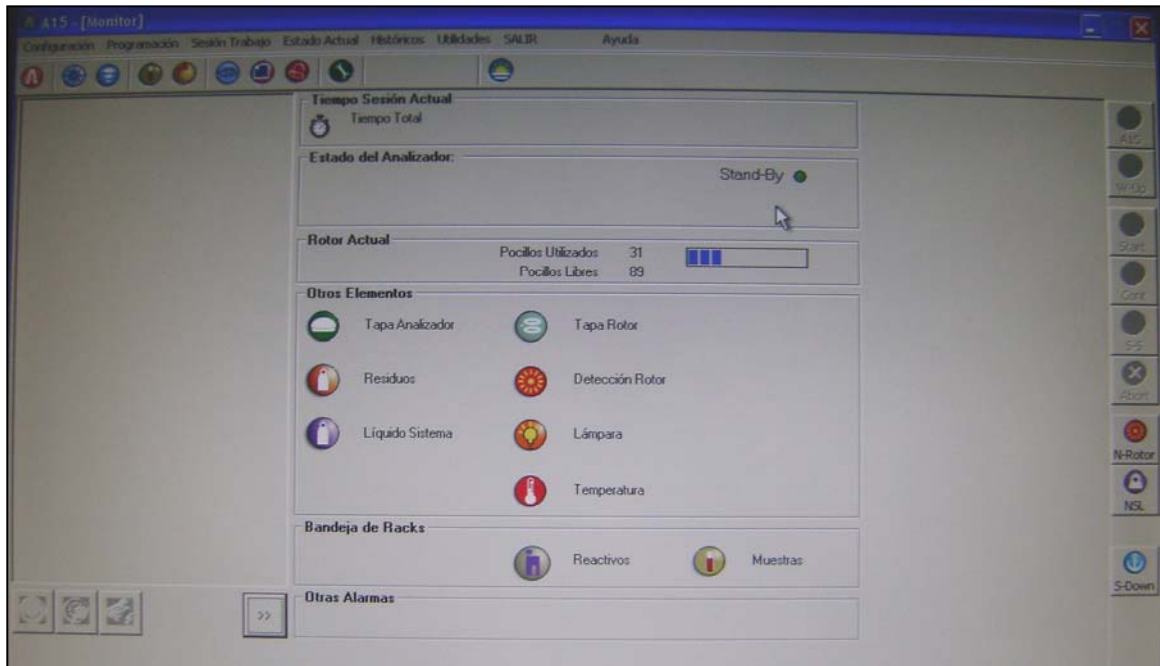 A15 - [Monitor]
Configuración Programación Sesión Trabajo Estado Actual Históricos Utilidades SALIR Ayuda
Tiempo Sesión Actual
Tiempo Total
Estado del Analizador:
Stand-By
Rotor Actual
Pocillos Utilizados 31
Pocillos Libres 89
Otros Elementos
Tapa Analizador Tapa Rotor
Residuos Detección Rotor
Líquido Sistema Lámpara
Temperatura
Bandeja de Racks
Reactivos Muestras
Otras Alarmas
>>
A15
W-Up
Start
Cont
S-S
Abort
N-Rotor
NSL
S-Down